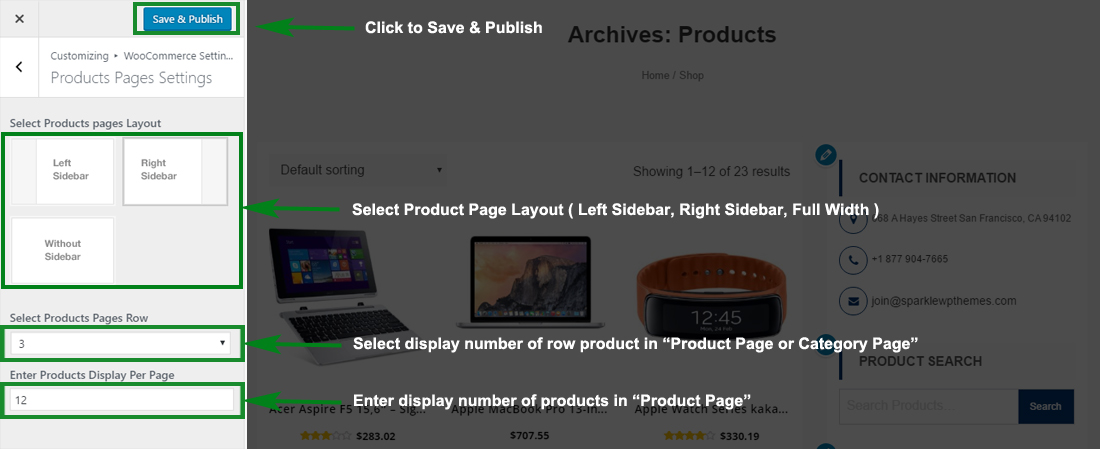 Save & Publish
Click to Save & Publish
Archives: Products
Customizing ▸ WooCommerce Settin...
Products Pages Settings
Home / Shop
Select Products pages Layout
Left
Sidebar
Right
Sidebar
Without
Sidebar
Default sorting
Showing 1–12 of 23 results
CONTACT INFORMATION
Select Product Page Layout ( Left Sidebar, Right Sidebar, Full Width )
A Hayes Street San Francisco, CA 94102
+1 877 904-7665
join@sparklewpthemes.com
12:45
Select Products Pages Row
3
Select display number of row product in “Product Page or Category Page”
PRODUCT SEARCH
Enter Products Display Per Page
12
Enter display number of products in “Product Page”
Search Products...
Search
Acer Aspire F5 15,6" – Sig...
Apple MacBook Pro 13-In...
Apple Watch Series kaka...
$283.02
$707.55
$330.19